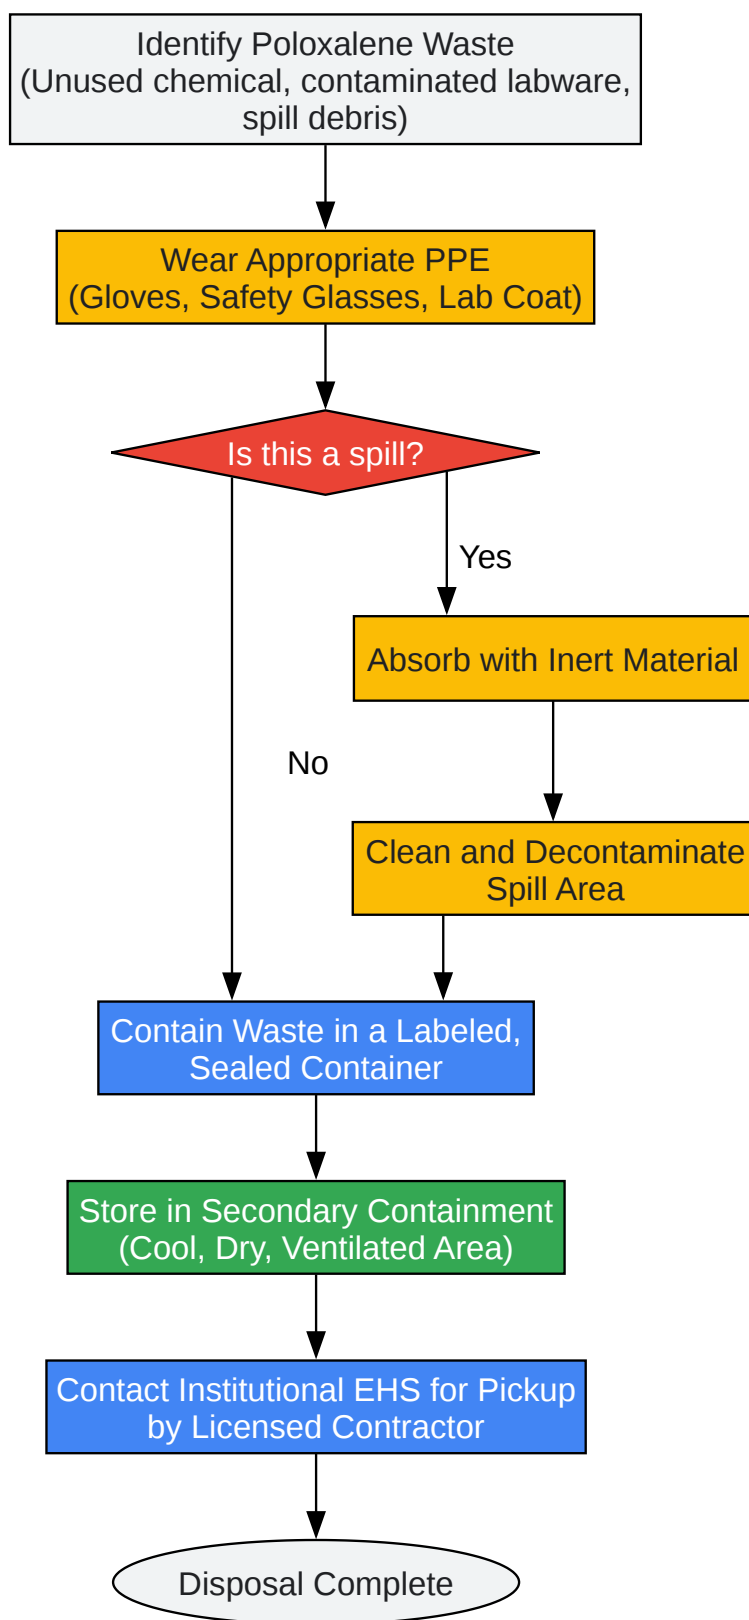 Identify Poloxalene Waste
(Unused chemical, contaminated labware,
spill debris)
Wear Appropriate PPE
(Gloves, Safety Glasses, Lab Coat)
Is this a spill?
Yes
Absorb with Inert Material
No
Clean and Decontaminate
Spill Area
Contain Waste in a Labeled,
Sealed Container
Store in Secondary Containment
(Cool, Dry, Ventilated Area)
Contact Institutional EHS for Pickup
by Licensed Contractor
Disposal Complete